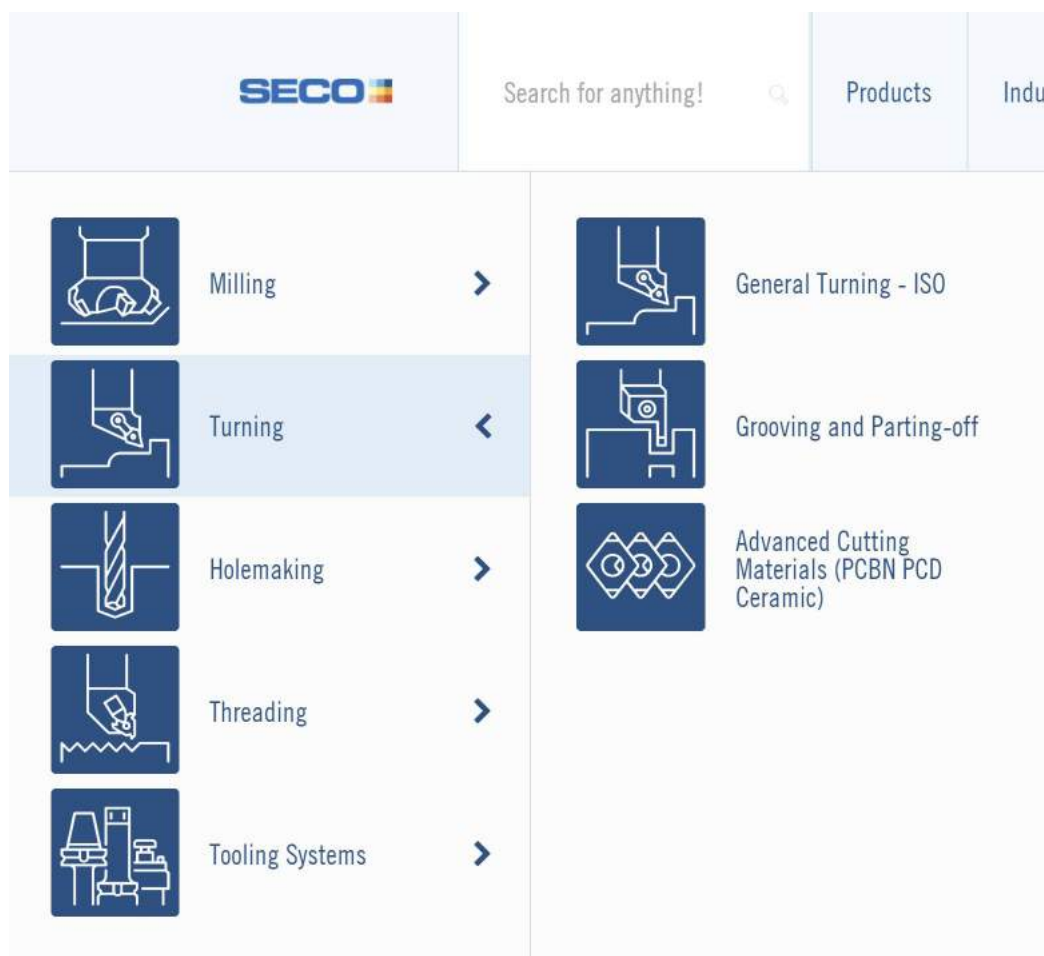 SECO
Search for anything!
Products
Indu
Milling
Turning
Holemaking
Threading
Tooling Systems
General Turning - ISO
Grooving and Parting-off
Advanced Cutting
Materials (PCBN PCD
Ceramic)